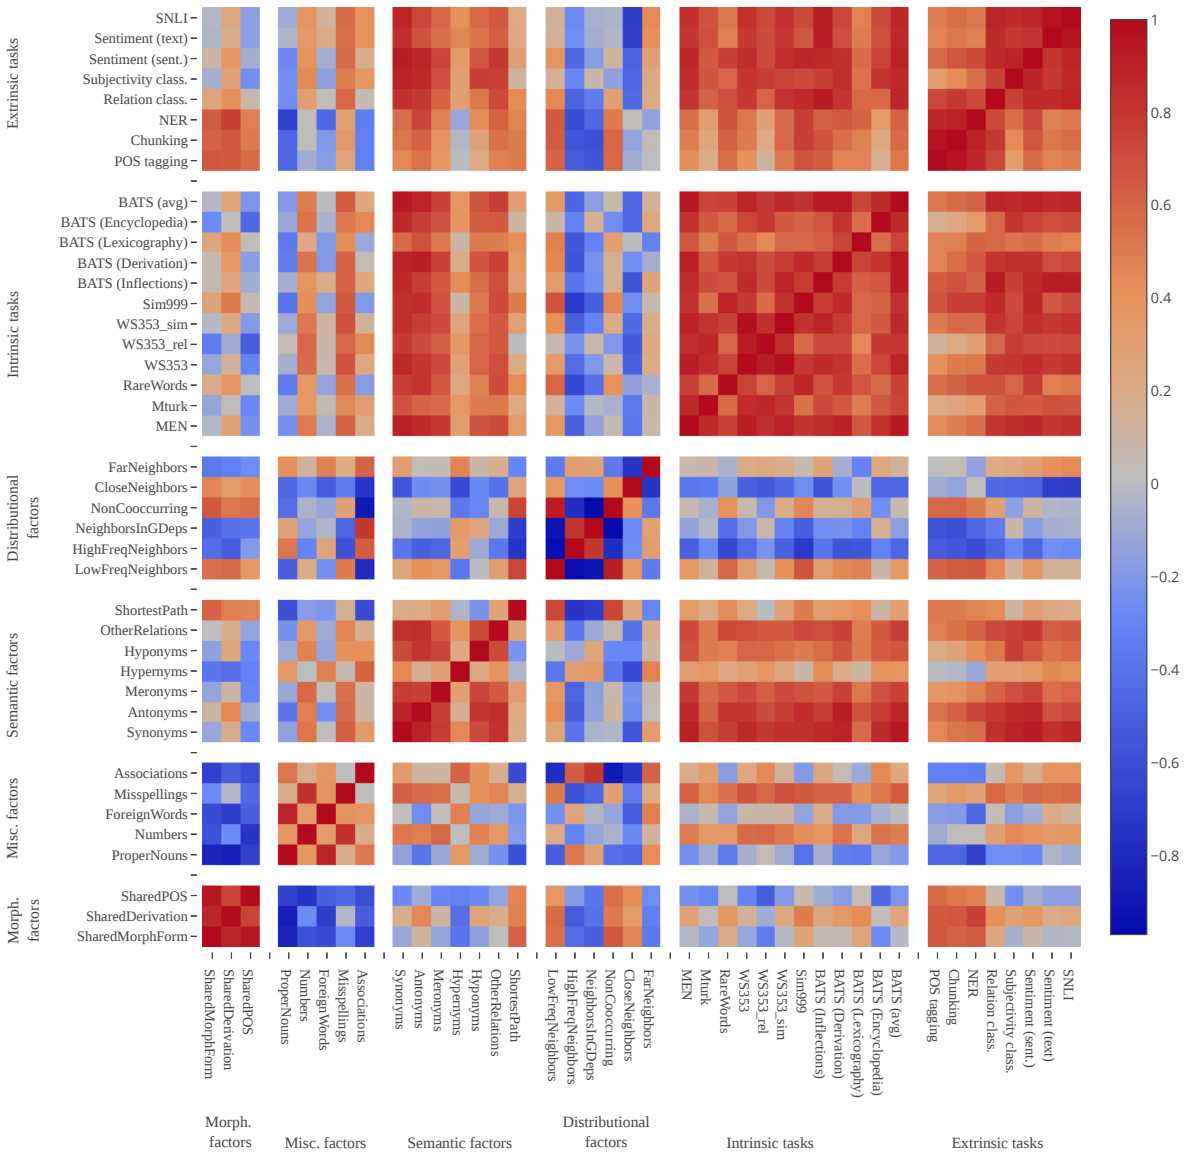 Extrinsic tasks
SNLI
Sentiment (text)
Sentiment (sent.)
Subjectivity class.
Relation class.
NER
Chunking
POS tagging
Intrinsic tasks
BATS (avg)
BATS (Encyclopedia)
BATS (Lexicography)
BATS (Derivation)
BATS (Inflections)
Sim999
WS353_sim
WS353_rel
WS353
RareWords
Mturk
MEN
Distributional
factors
FarNeighbors
CloseNeighbors
NonCooccurring
NeighborsInGDeps
HighFreqNeighbors
LowFreqNeighbors
Semantic factors
ShortestPath
OtherRelations
Hyponyms
Hypernyms
Meronyms
Antonyms
Synonyms
Misc. factors
Associations
Misspellings
ForeignWords
Numbers
ProperNouns
Morph.
factors
SharedPOS
SharedDerivation
SharedMorphForm
1
0.8
0.6
0.4
0.2
0
−0.2
−0.4
−0.6
−0.8
SharedMorphForm
SharedDerivation
SharedPOS
ProperNouns
Numbers
ForeignWords
Misspellings
Associations
Synonyms
Antonyms
Meronyms
Hypernyms
Hyponyms
OtherRelations
ShortestPath
LowFreqNeighbors
HighFreqNeighbors
NeighborsInGDeps
NonCooccurring
CloseNeighbors
FarNeighbors
MEN
Mturk
RareWords
WS353
WS353_rel
WS353_sim
Sim999
BATS (Inflections)
BATS (Derivation)
BATS (Lexicography)
BATS (Encyclopedia)
BATS (avg)
POS tagging
Chunking
NER
Relation class.
Subjectivity class.
Sentiment (sent.)
Sentiment (text)
SNLI
Morph.
factors
Misc. factors
Semantic factors
Distributional
factors
Intrinsic tasks
Extrinsic tasks